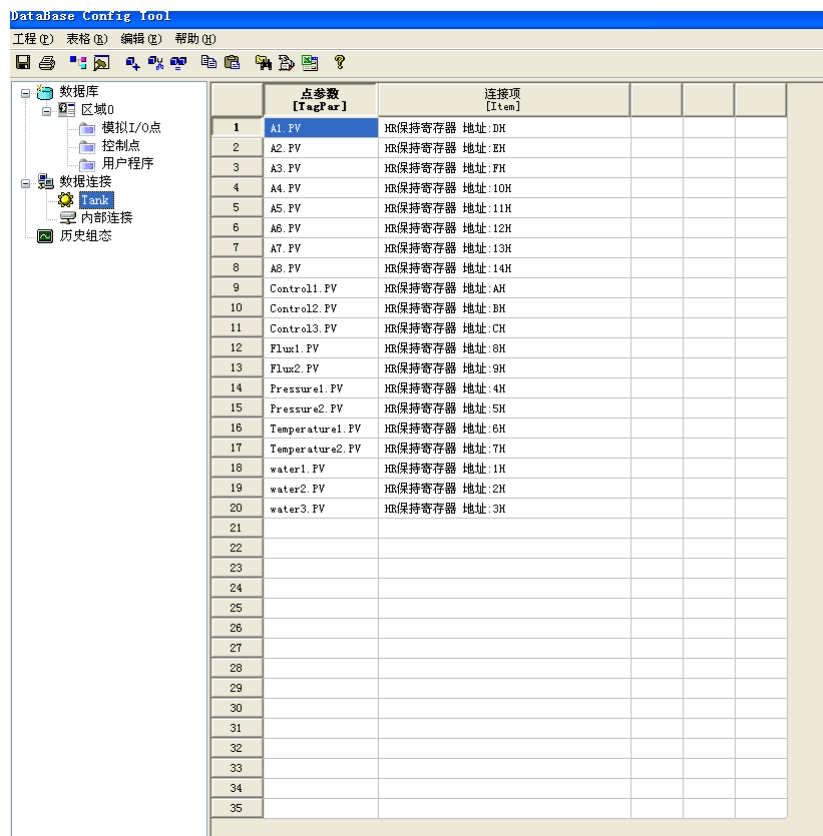 DataBase Config Tool
工程(P) 表格(R) 编辑(E) 帮助(H)
数据库
区域0
模拟I/O点
控制点
用户程序
数据连接
Tank
内部连接
历史组态
点参数 [TagPar] 连接项 [Item]
1 A1.PV HR保持寄存器 地址:DH
2 A2.PV HR保持寄存器 地址:EH
3 A3.PV HR保持寄存器 地址:FH
4 A4.PV HR保持寄存器 地址:10H
5 A5.PV HR保持寄存器 地址:11H
6 A6.PV HR保持寄存器 地址:12H
7 A7.PV HR保持寄存器 地址:13H
8 A8.PV HR保持寄存器 地址:14H
9 Control1.PV HR保持寄存器 地址:AH
10 Control2.PV HR保持寄存器 地址:BH
11 Control3.PV HR保持寄存器 地址:CH
12 Flux1.PV HR保持寄存器 地址:8H
13 Flux2.PV HR保持寄存器 地址:9H
14 Pressure1.PV HR保持寄存器 地址:4H
15 Pressure2.PV HR保持寄存器 地址:5H
16 Temperature1.PV HR保持寄存器 地址:6H
17 Temperature2.PV HR保持寄存器 地址:7H
18 water1.PV HR保持寄存器 地址:1H
19 water2.PV HR保持寄存器 地址:2H
20 water3.PV HR保持寄存器 地址:3H
21
22
23
24
25
26
27
28
29
30
31
32
33
34
35